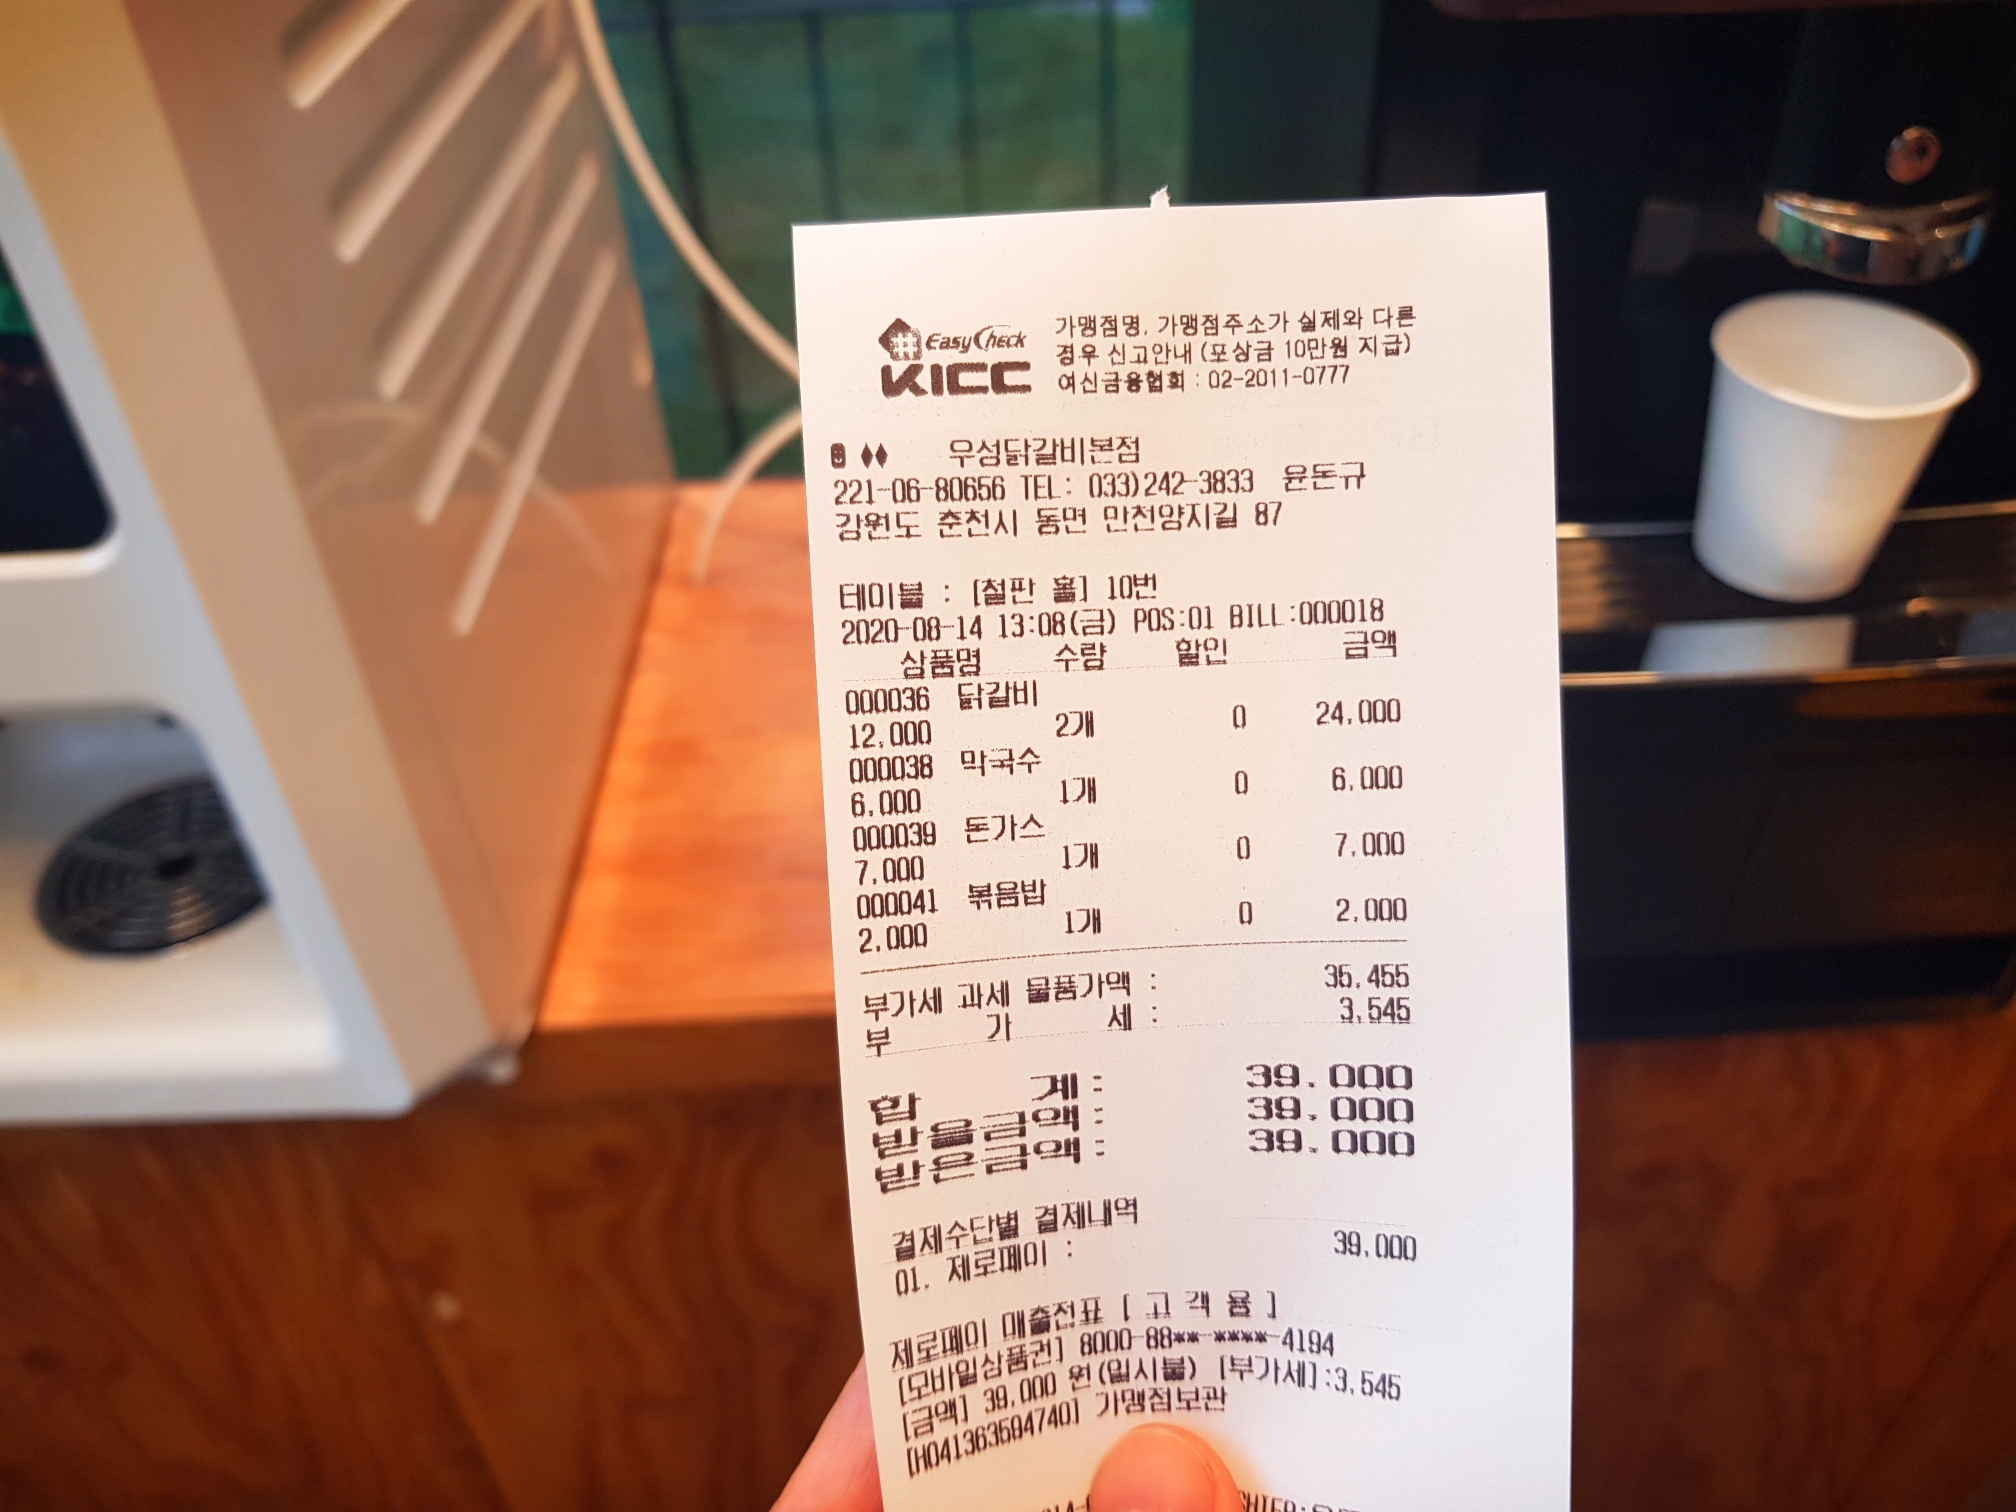 EasyCheck
KICC
가맹점명, 가맹점주소가 실제와 다른
경우 신고안내 (포상금 10만원 지급)
여신금융협회 : 02-2011-0777
우성닭갈비본점
221-06-80656 TEL: 033)242-3833 윤돈규
강원도 춘천시 동면 만천양지길 87
테이블 : [철판 홀] 10번
2020-08-14 13:08(금) POS:01 BILL:000018
상품명 수량 할인 금액
000036 닭갈비
12,000 2개 0 24,000
000038 막국수
6,000 1개 0 6,000
000039 돈가스
7,000 1개 0 7,000
000041 볶음밥
2,000 1개 0 2,000
부가세 과세 물품가액 : 35,455
부 가 세 : 3,545
합 계 : 39,000
받을금액 : 39,000
받은금액 : 39,000
결제수단별 결제내역
01. 제로페이 : 39,000
제로페이 매출전표 [ 고 객 용 ]
[모바일상품권] 8000-88**-****-4194
[금액] 39,000 원(일시불) [부가세]:3,545
[H041363594740] 가맹점보관